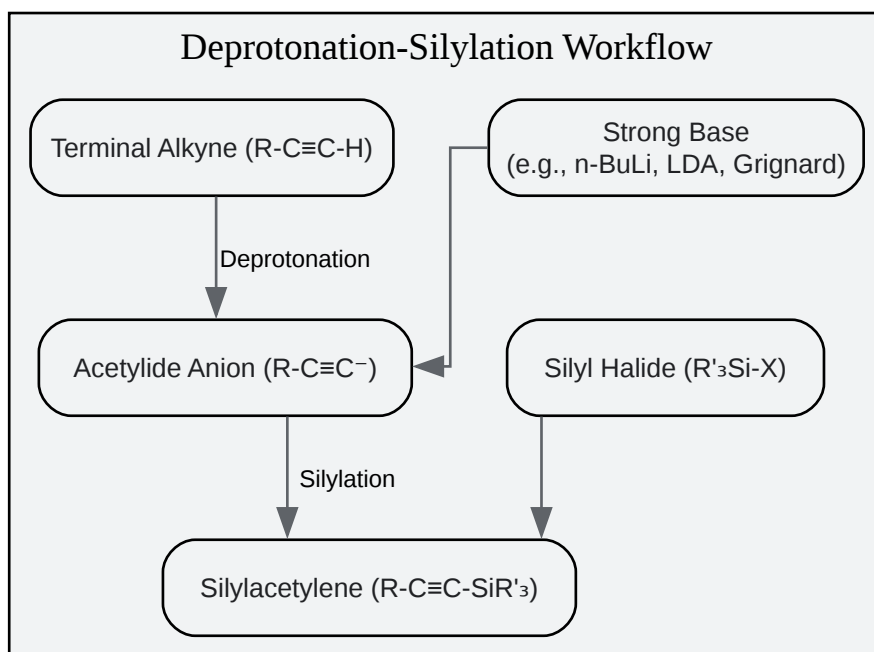 Deprotonation-Silylation Workflow
Terminal Alkyne (R-C≡C-H)
Strong Base
(e.g., n-BuLi, LDA, Grignard)
Deprotonation
Acetylide Anion (R-C≡C⁻)
Silyl Halide (R'₃Si-X)
Silylation
Silylacetylene (R-C≡C-SiR'₃)